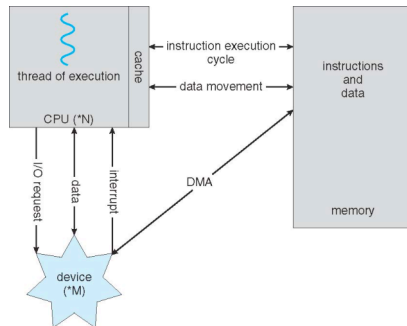 thread of execution
cache
CPU (*N)
instruction execution
cycle
data movement
instructions
and
data
memory
I/O request
data
interrupt
DMA
device
(*M)